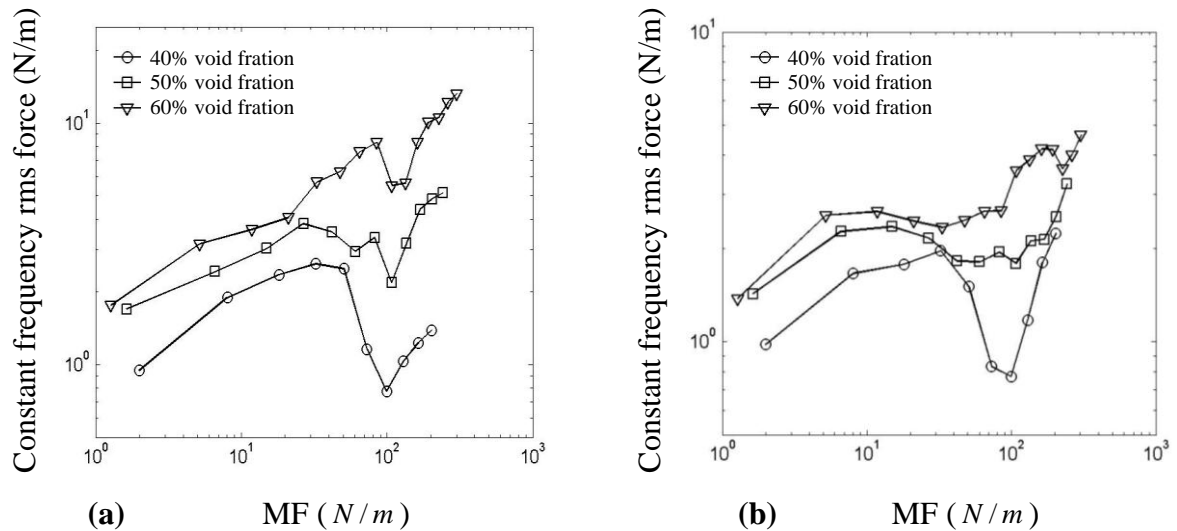 Constant frequency rms force (N/m)
10¹
10⁰
40% void fration
50% void fration
60% void fration
10⁰ 10¹ 10² 10³
(a) MF (N/m)
Constant frequency rms force (N/m)
10¹
10⁰
40% void fration
50% void fration
60% void fration
10⁰ 10¹ 10² 10³
(b) MF (N/m)